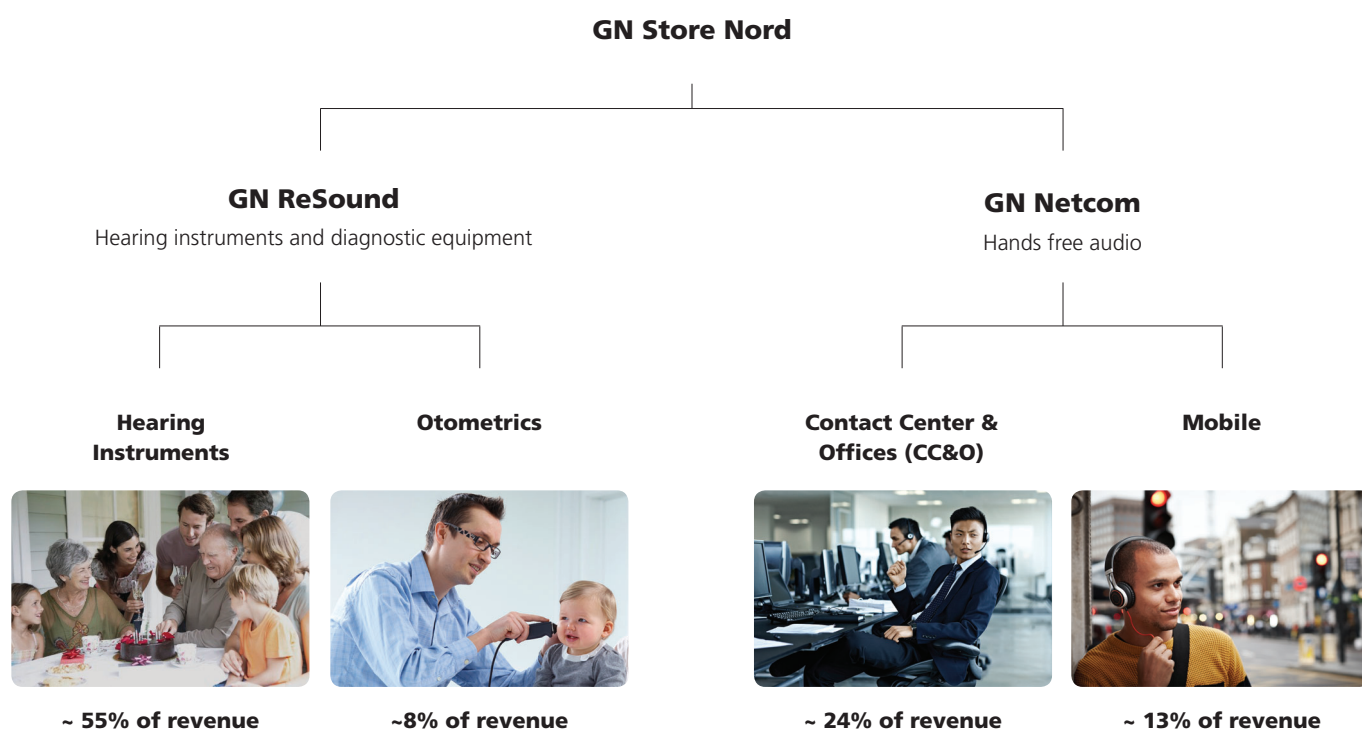 GN Store Nord
GN ReSound
Hearing instruments and diagnostic equipment
GN Netcom
Hands free audio
Hearing
Instruments
Otometrics
Contact Center &
Offices (CC&O)
Mobile
~ 55% of revenue
~8% of revenue
~ 24% of revenue
~ 13% of revenue